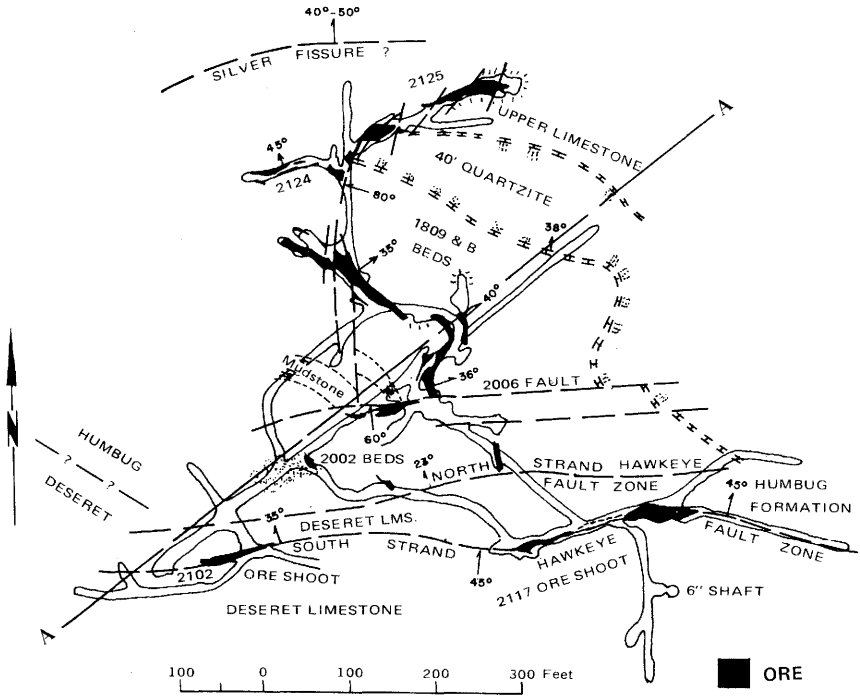 40°-50°
SILVER FISSURE ?
2125
A
UPPER LIMESTONE
45°
40' QUARTZITE
2124
80°
1809 & B
BEDS
38°
35°
40°
Mudstone
36°
2006 FAULT
N
60°
HUMBUG
? ?
DESERET
2002 BEDS
23°
NORTH STRAND HAWKEYE
FAULT ZONE
45° HUMBUG
FORMATION
35°
DESERET LMS.
SOUTH STRAND
HAWKEYE
FAULT ZONE
45°
2117 ORE SHOOT
2102 ORE SHOOT
6" SHAFT
DESERET LIMESTONE
A
100 0 100 200 300 Feet
ORE